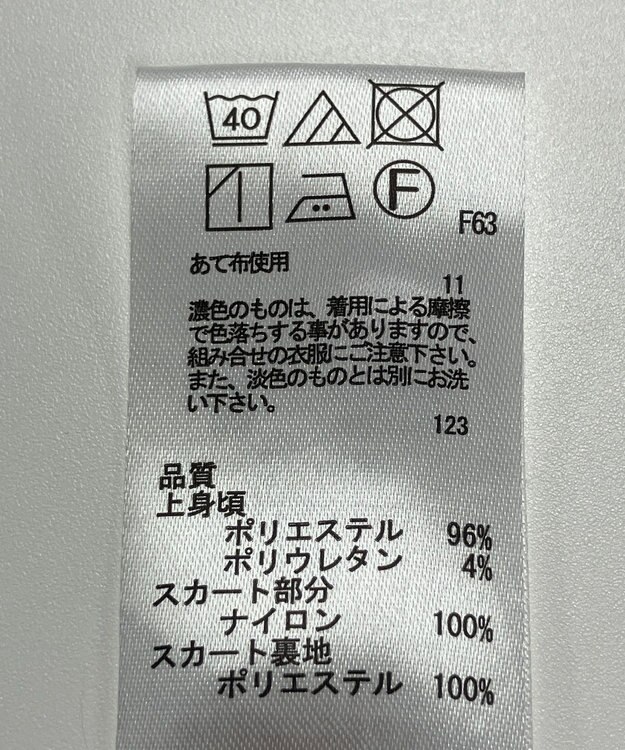 40
F
F63
あて布使用
11
濃色のものは、着用による摩擦
で色落ちする事がありますので、
組み合せの衣服にご注意下さい。
また、淡色のものとは別にお洗
い下さい。
123
品質
上身頃
ポリエステル 96%
ポリウレタン 4%
スカート部分
ナイロン 100%
スカート裏地
ポリエステル 100%